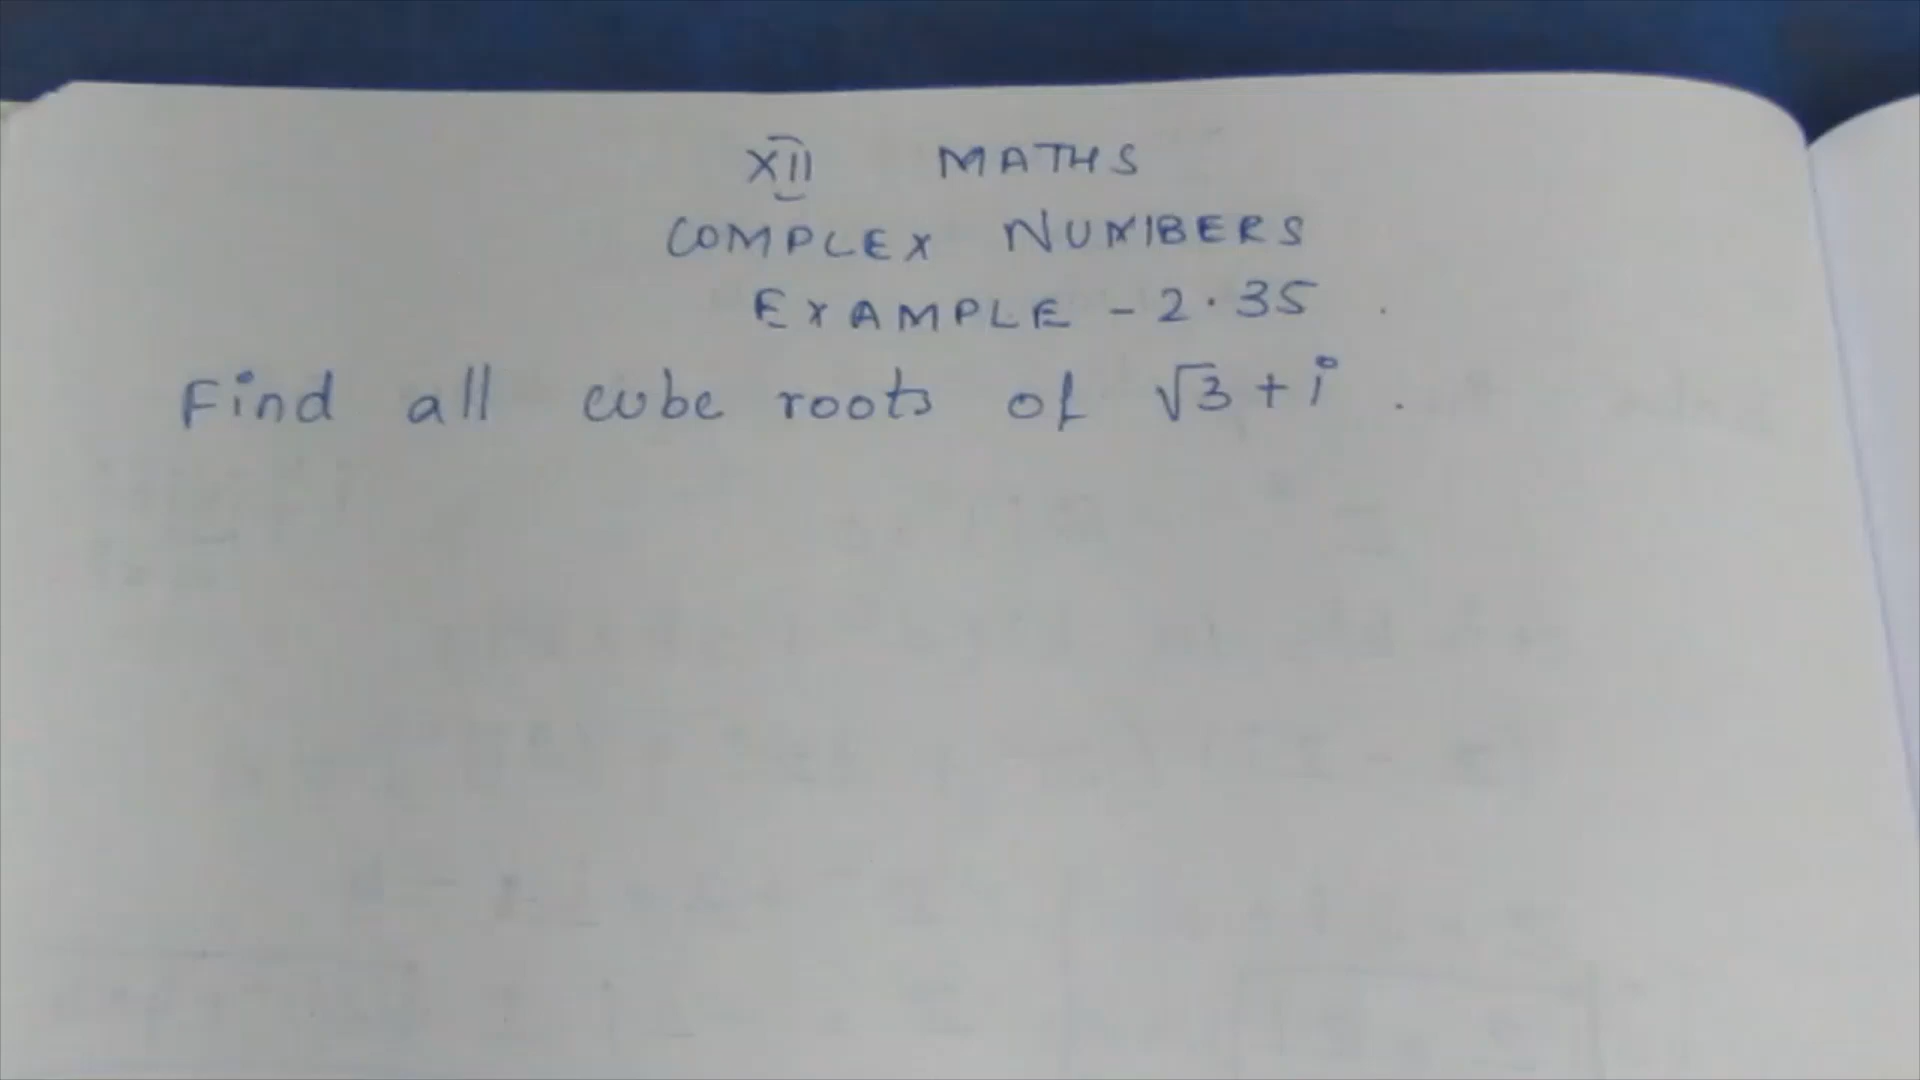 XII MATHS
COMPLEX NUMBERS
EXAMPLE - 2.35.
Find all cube roots of √3 + i.